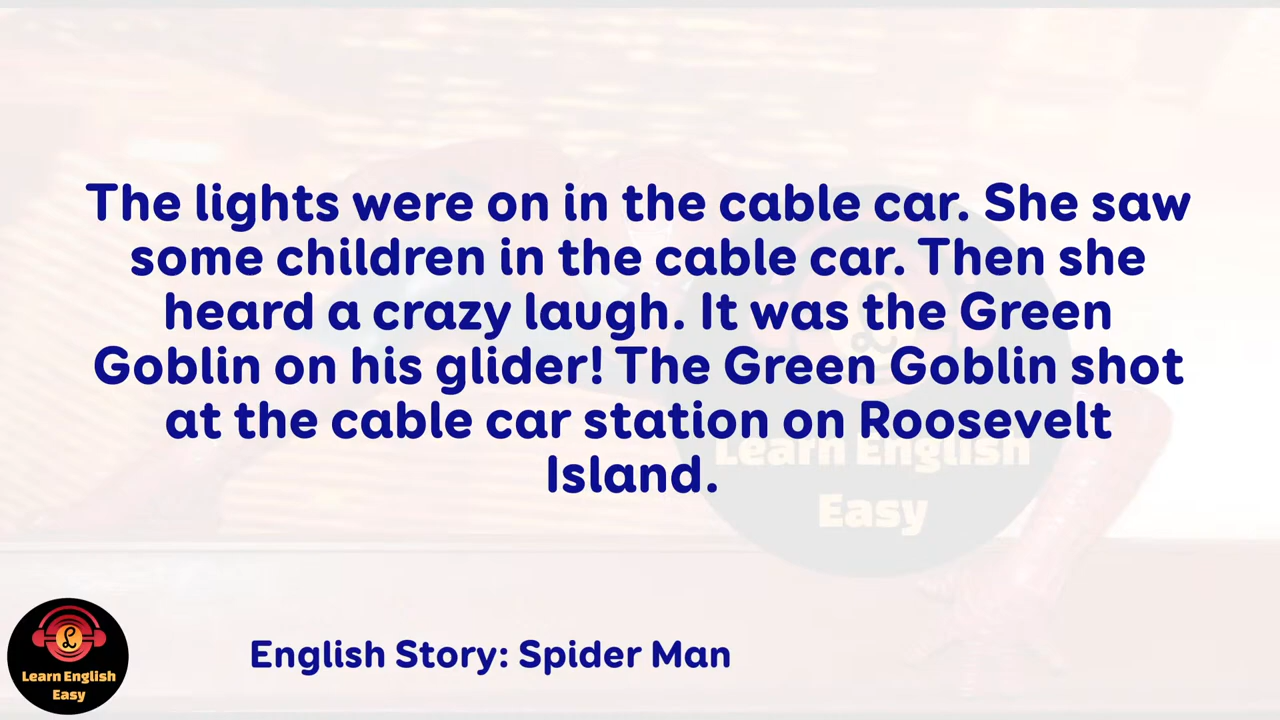 The lights were on in the cable car. She saw
some children in the cable car. Then she
heard a crazy laugh. It was the Green
Goblin on his glider! The Green Goblin shot
at the cable car station on Roosevelt
Island.
Learn English
Easy
L
Learn English
Easy
English Story: Spider Man